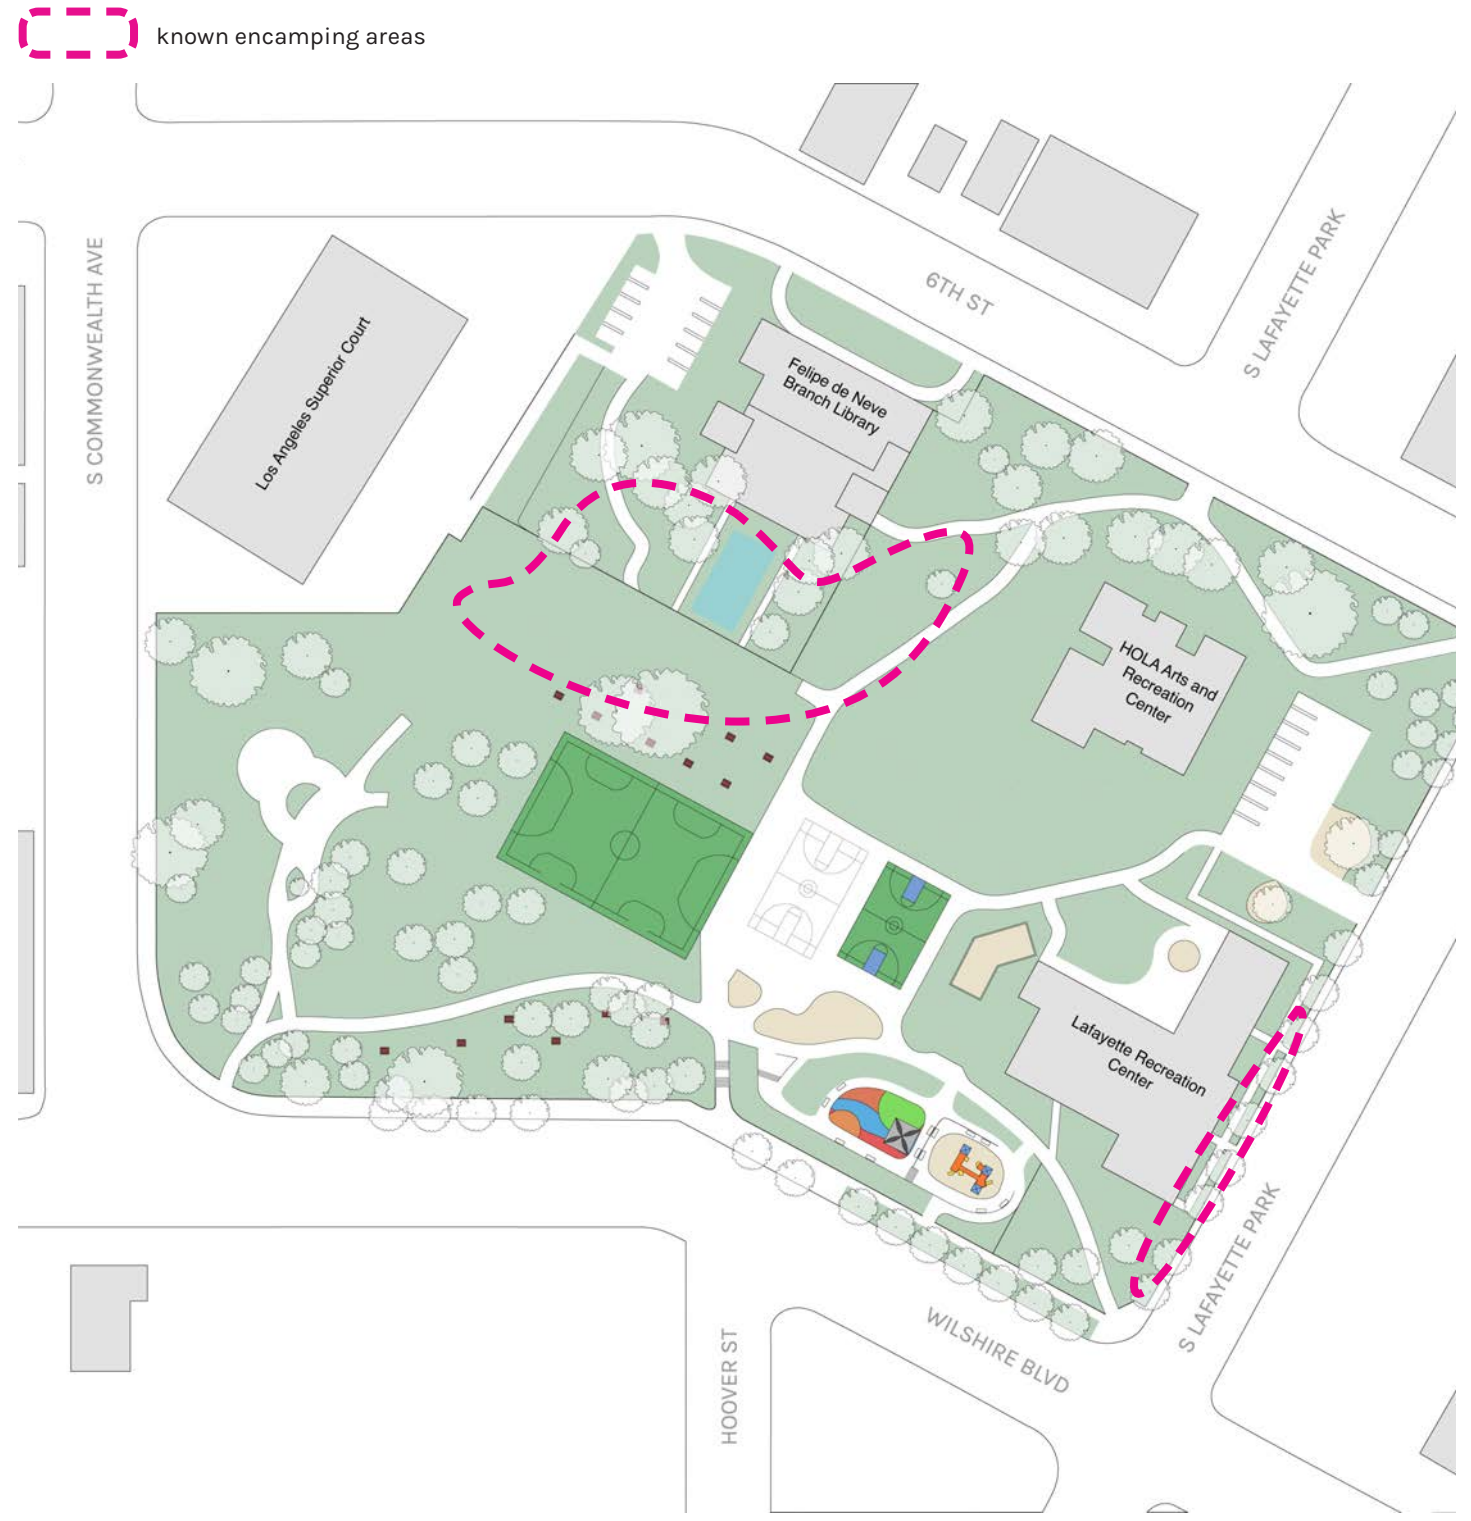 known encamping areas
S COMMONWEALTH AVE
6TH ST
S LAFAYETTE PARK
Los Angeles Superior Court
Felipe de Neve
Branch Library
HOLA Arts and
Recreation
Center
Lafayette Recreation
Center
S LAFAYETTE PARK
WILSHIRE BLVD
HOOVER ST